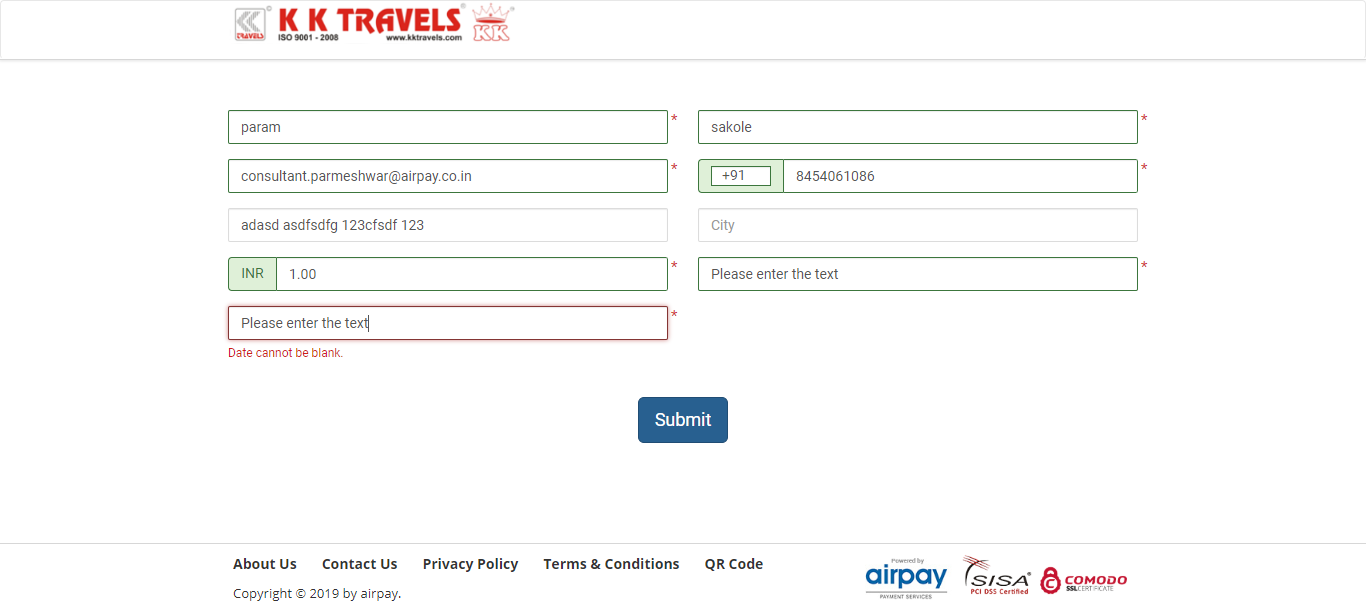 TRAVELS
K K TRAVELS
ISO 9001 - 2008 www.kktravels.com
KK
param * sakole *
consultant.parmeshwar@airpay.co.in * +91 8454061086 *
adasd asdfsdfg 123cfsdf 123 City
INR 1.00 * Please enter the text *
Please enter the text *
Date cannot be blank.
Submit
About Us Contact Us Privacy Policy Terms & Conditions QR Code
Copyright © 2019 by airpay.
Powered by
airpay
PAYMENT SERVICES
SISA
PCI DSS Certified
COMODO
SSL CERTIFICATE